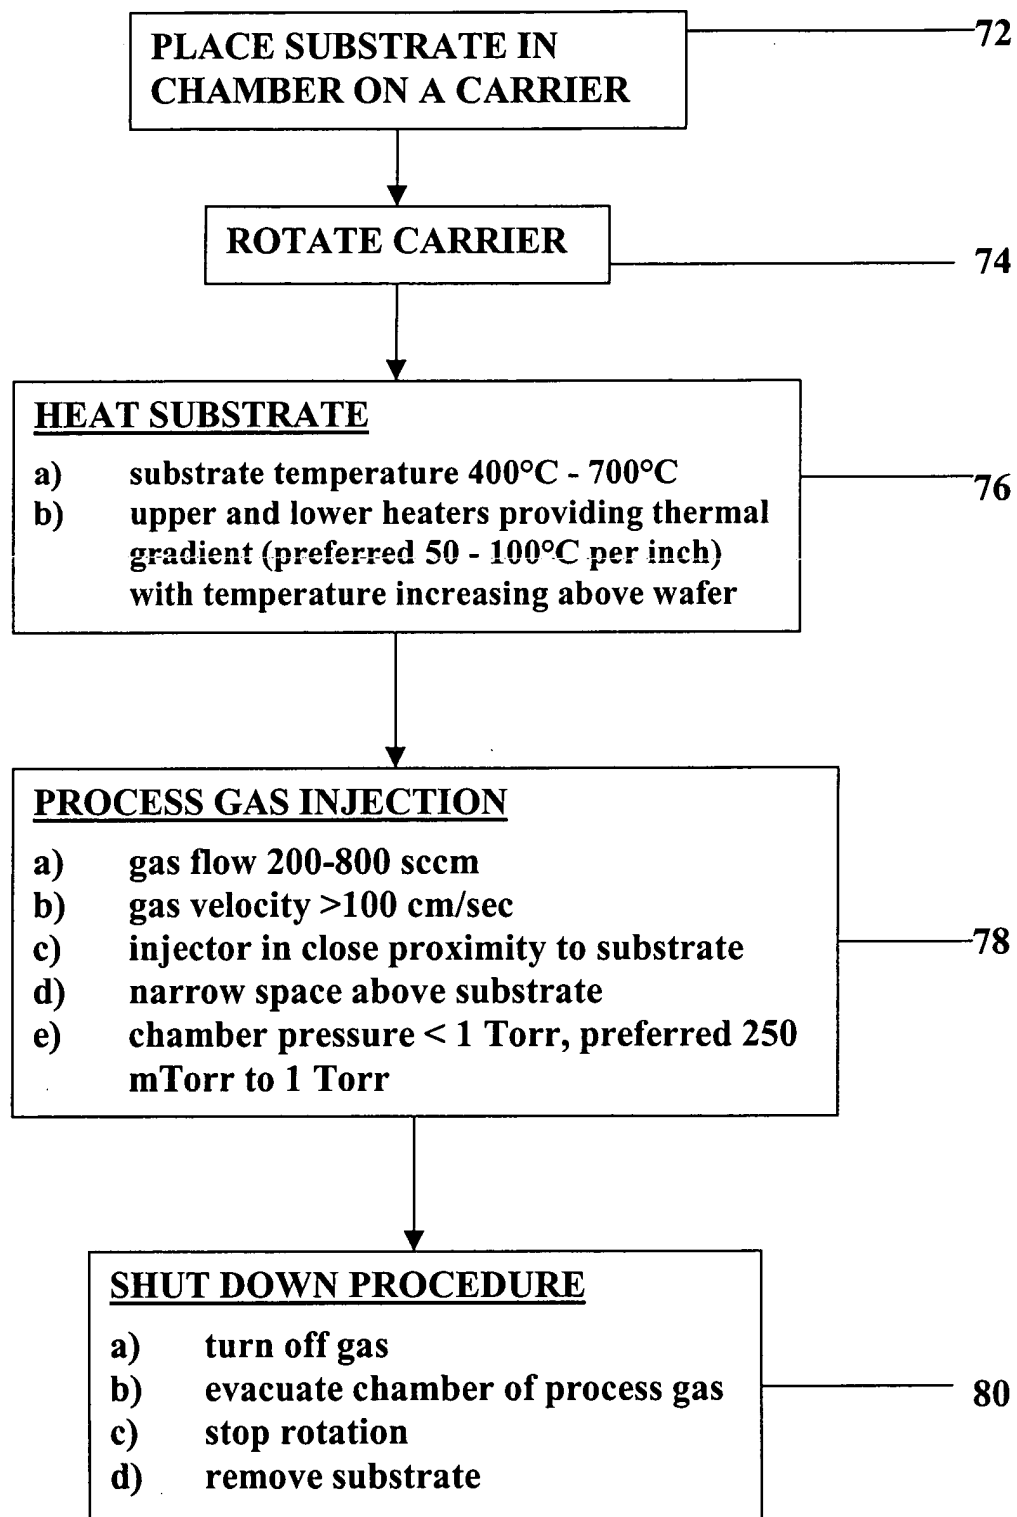 PLACE SUBSTRATE IN
CHAMBER ON A CARRIER
72
ROTATE CARRIER
74
HEAT SUBSTRATE
a) substrate temperature 400°C - 700°C
b) upper and lower heaters providing thermal
gradient (preferred 50 - 100°C per inch)
with temperature increasing above wafer
76
PROCESS GAS INJECTION
a) gas flow 200-800 sccm
b) gas velocity >100 cm/sec
c) injector in close proximity to substrate
d) narrow space above substrate
e) chamber pressure < 1 Torr, preferred 250
mTorr to 1 Torr
78
SHUT DOWN PROCEDURE
a) turn off gas
b) evacuate chamber of process gas
c) stop rotation
d) remove substrate
80